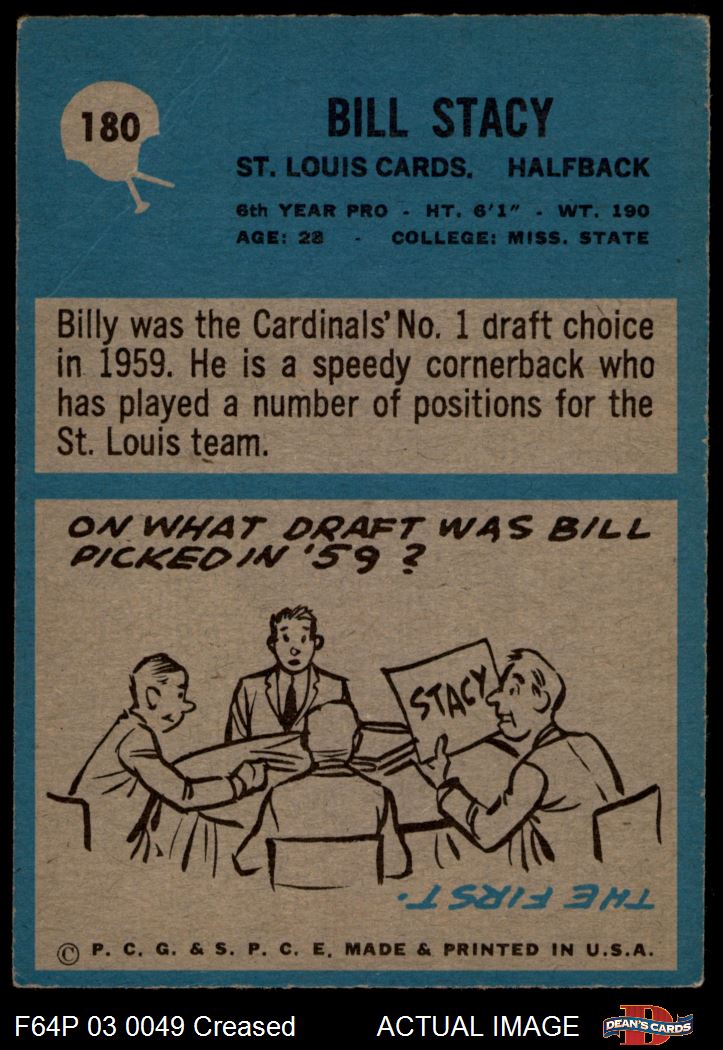 180
BILL STACY
ST. LOUIS CARDS. HALFBACK
6th YEAR PRO - HT. 6'1" - WT. 190
AGE: 28 - COLLEGE: MISS. STATE
Billy was the Cardinals' No. 1 draft choice
in 1959. He is a speedy cornerback who
has played a number of positions for the
St. Louis team.
ON WHAT DRAFT WAS BILL
PICKED IN '59?
STACY
THE FIRST.
© P. C. G. & S. P. C. E. MADE & PRINTED IN U.S.A.
F64P 03 0049 Creased ACTUAL IMAGE
D
DEAN'S CARDS